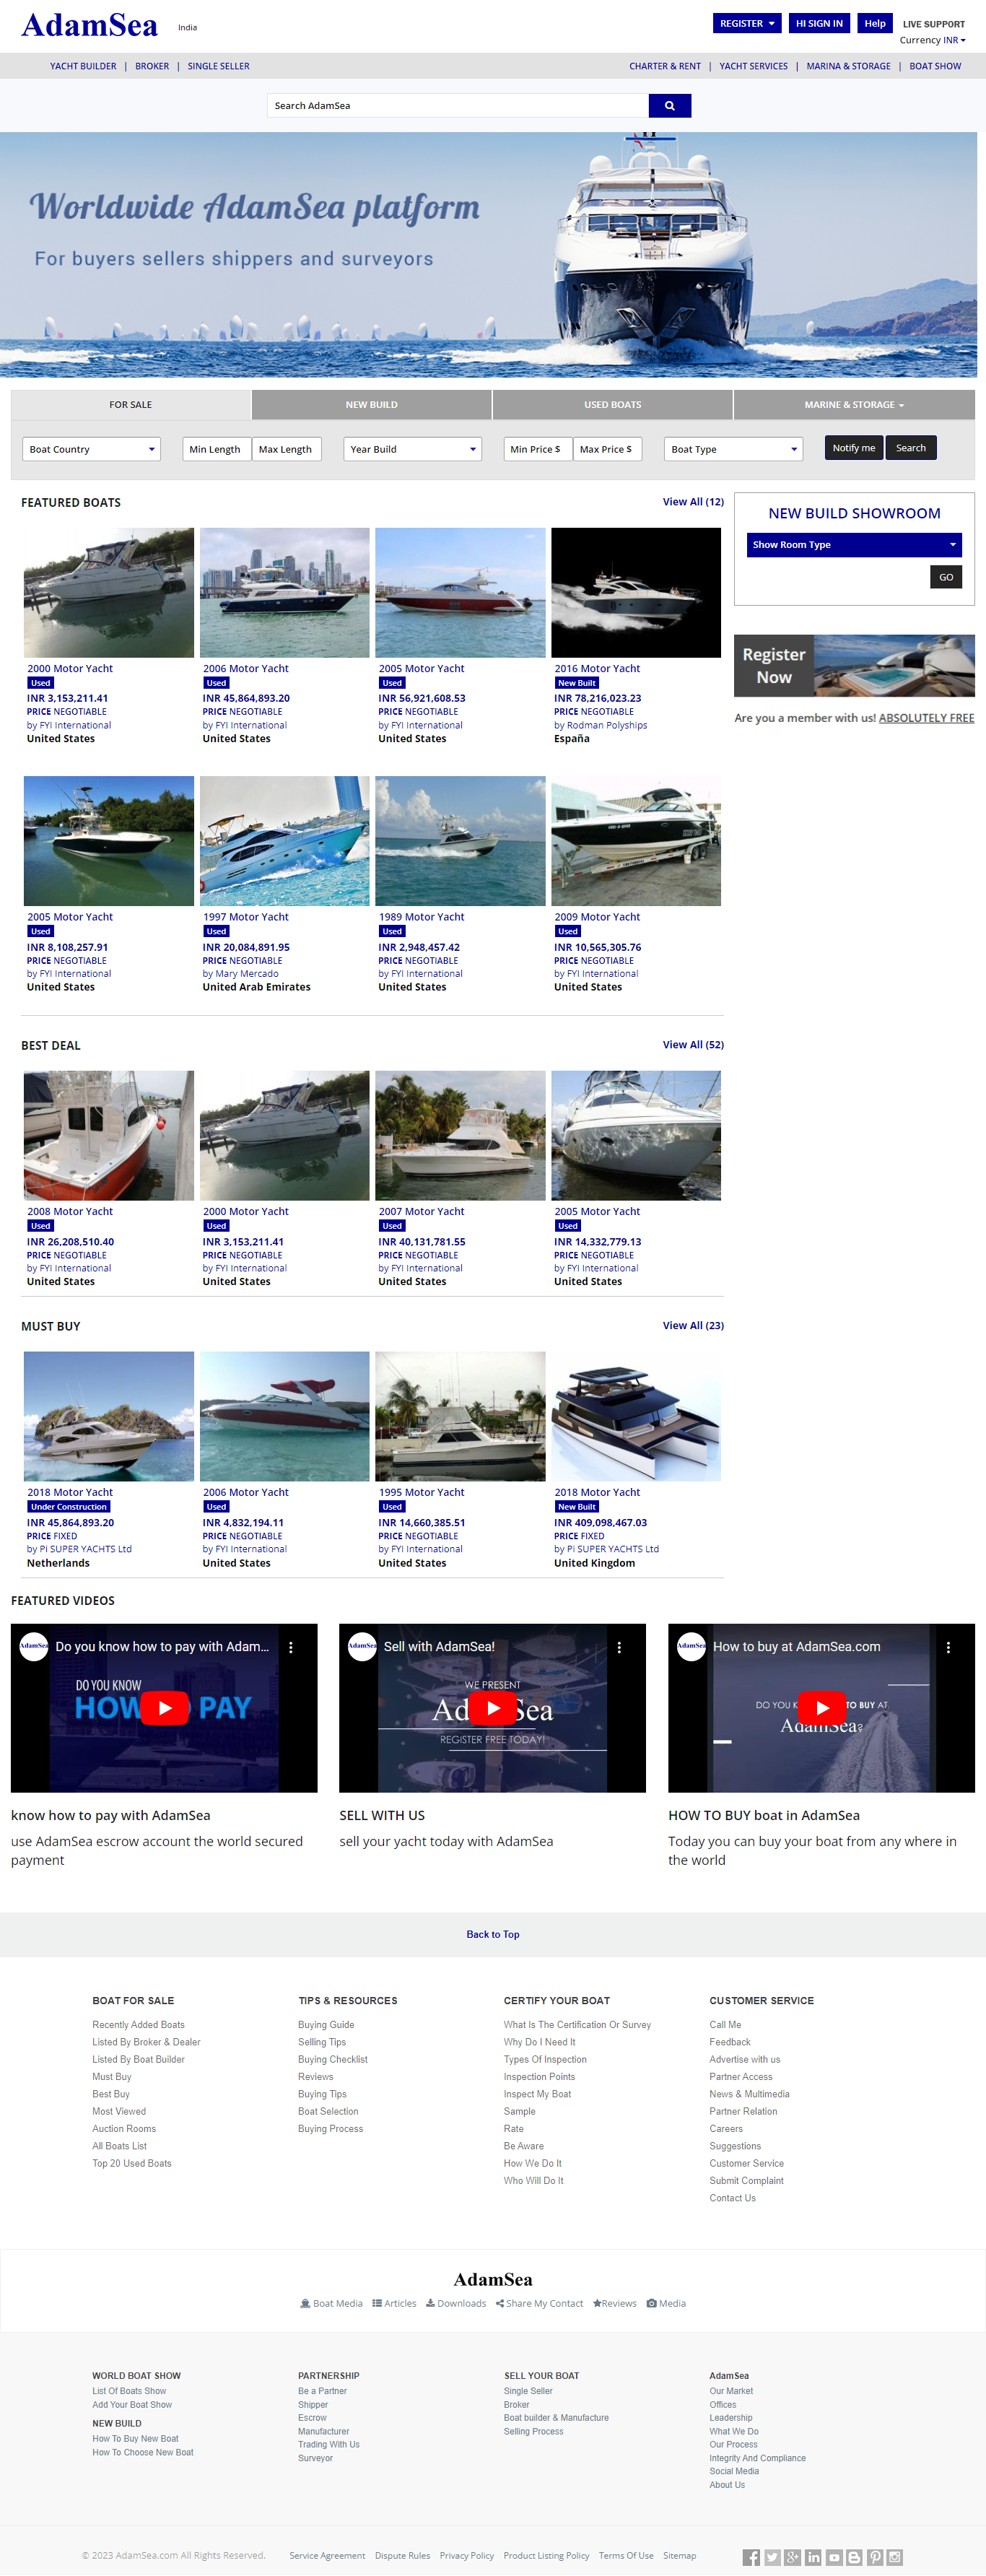 AdamSea
India
REGISTER
HI SIGN IN
Help
LIVE SUPPORT
Currency INR
YACHT BUILDER | BROKER | SINGLE SELLER
CHARTER & RENT | YACHT SERVICES | MARINA & STORAGE | BOAT SHOW
Search AdamSea
Worldwide AdamSea platform
For buyers sellers shippers and surveyors
FOR SALE
NEW BUILD
USED BOATS
MARINE & STORAGE
Boat Country
Min Length
Max Length
Year Build
Min Price $
Max Price $
Boat Type
Notify me
Search
FEATURED BOATS
View All (12)
2000 Motor Yacht
Used
INR 3,153,211.41
PRICE NEGOTIABLE
by FYI International
United States
2006 Motor Yacht
Used
INR 45,864,893.20
PRICE NEGOTIABLE
by FYI International
United States
2005 Motor Yacht
Used
INR 56,921,608.53
PRICE NEGOTIABLE
by FYI International
United States
2016 Motor Yacht
New Built
INR 78,216,023.23
PRICE NEGOTIABLE
by Rodman Polyships
España
2005 Motor Yacht
Used
INR 8,108,257.91
PRICE NEGOTIABLE
by FYI International
United States
1997 Motor Yacht
Used
INR 20,084,891.95
PRICE NEGOTIABLE
by Mary Mercado
United Arab Emirates
1989 Motor Yacht
Used
INR 2,948,457.42
PRICE NEGOTIABLE
by FYI International
United States
2009 Motor Yacht
Used
INR 10,565,305.76
PRICE NEGOTIABLE
by FYI International
United States
NEW BUILD SHOWROOM
Show Room Type
GO
Register
Now
Are you a member with us! ABSOLUTELY FREE
BEST DEAL
View All (52)
2008 Motor Yacht
Used
INR 26,208,510.40
PRICE NEGOTIABLE
by FYI International
United States
2000 Motor Yacht
Used
INR 3,153,211.41
PRICE NEGOTIABLE
by FYI International
United States
2007 Motor Yacht
Used
INR 40,131,781.55
PRICE NEGOTIABLE
by FYI International
United States
2005 Motor Yacht
Used
INR 14,332,779.13
PRICE NEGOTIABLE
by FYI International
United States
MUST BUY
View All (23)
2018 Motor Yacht
Under Construction
INR 45,864,893.20
PRICE FIXED
by Pi SUPER YACHTS Ltd
Netherlands
2006 Motor Yacht
Used
INR 4,832,194.11
PRICE NEGOTIABLE
by FYI International
United States
1995 Motor Yacht
Used
INR 14,660,385.51
PRICE NEGOTIABLE
by FYI International
United States
2018 Motor Yacht
New Built
INR 409,098,467.03
PRICE FIXED
by Pi SUPER YACHTS Ltd
United Kingdom
FEATURED VIDEOS
AdamSea
Do you know how to pay with Adam...
DO YOU KNOW
PAY
AdamSea
Sell with AdamSea!
WE PRESENT
REGISTER FREE TODAY!
AdamSea
How to buy at AdamSea.com
DO YOU TO BUY AT
AdamSea?
know how to pay with AdamSea
use AdamSea escrow account the world secured
payment
SELL WITH US
sell your yacht today with AdamSea
HOW TO BUY boat in AdamSea
Today you can buy your boat from any where in
the world
Back to Top
BOAT FOR SALE
Recently Added Boats
Listed By Broker & Dealer
Listed By Boat Builder
Must Buy
Best Buy
Most Viewed
Auction Rooms
All Boats List
Top 20 Used Boats
TIPS & RESOURCES
Buying Guide
Selling Tips
Buying Checklist
Reviews
Buying Tips
Boat Selection
Buying Process
CERTIFY YOUR BOAT
What Is The Certification Or Survey
Why Do I Need It
Types Of Inspection
Inspection Points
Inspect My Boat
Sample
Rate
Be Aware
How We Do It
Who Will Do It
CUSTOMER SERVICE
Call Me
Feedback
Advertise with us
Partner Access
News & Multimedia
Partner Relation
Careers
Suggestions
Customer Service
Submit Complaint
Contact Us
AdamSea
Boat Media Articles Downloads Share My Contact Reviews Media
WORLD BOAT SHOW
List Of Boats Show
Add Your Boat Show
NEW BUILD
How To Buy New Boat
How To Choose New Boat
PARTNERSHIP
Be a Partner
Shipper
Escrow
Manufacturer
Trading With Us
Surveyor
SELL YOUR BOAT
Single Seller
Broker
Boat builder & Manufacture
Selling Process
AdamSea
Our Market
Offices
Leadership
What We Do
Our Process
Integrity And Compliance
Social Media
About Us
© 2023 AdamSea.com All Rights Reserved.
Service Agreement Dispute Rules Privacy Policy Product Listing Policy Terms Of Use Sitemap